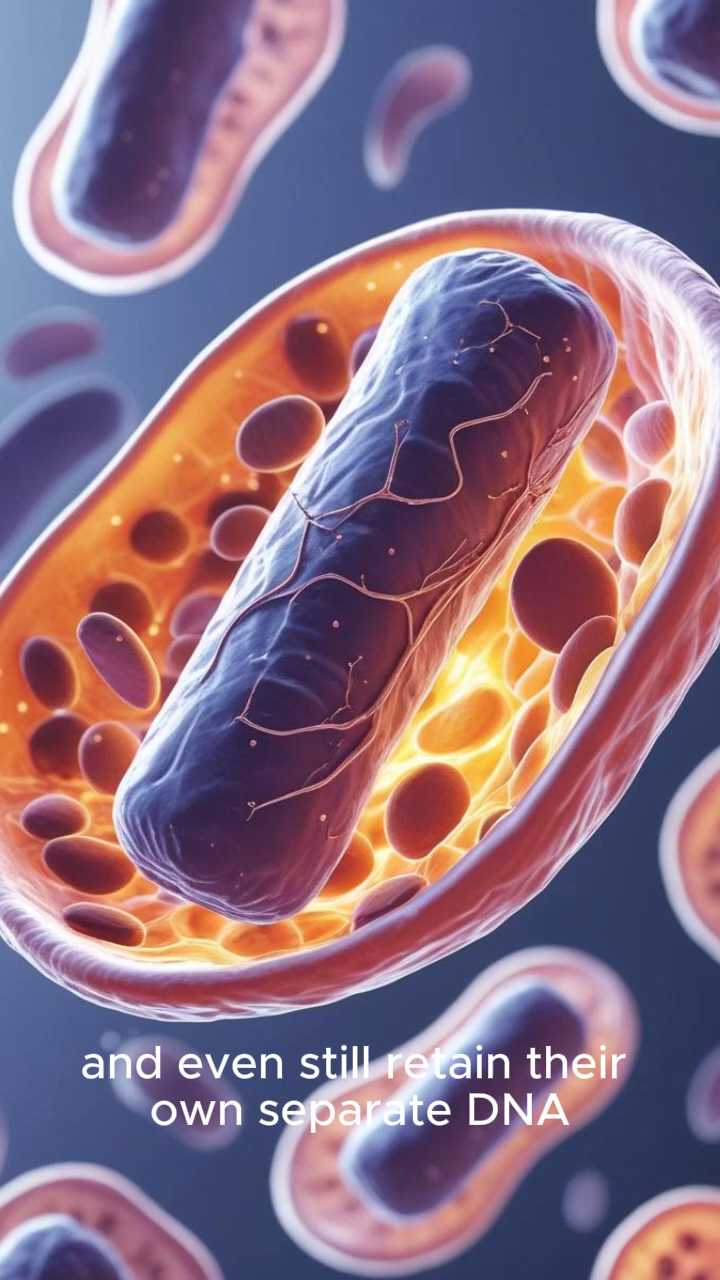 and even still retain their
own separate DNA